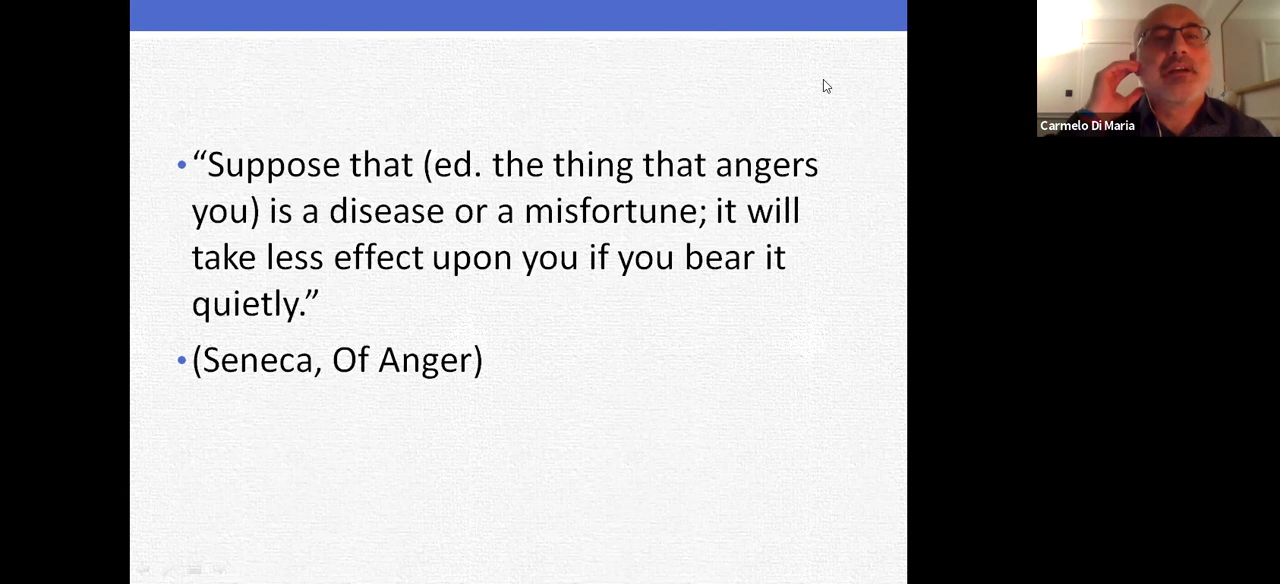 •“Suppose that (ed. the thing that angers
you) is a disease or a misfortune; it will
take less effect upon you if you bear it
quietly.”
•(Seneca, Of Anger)
Carmelo Di Maria